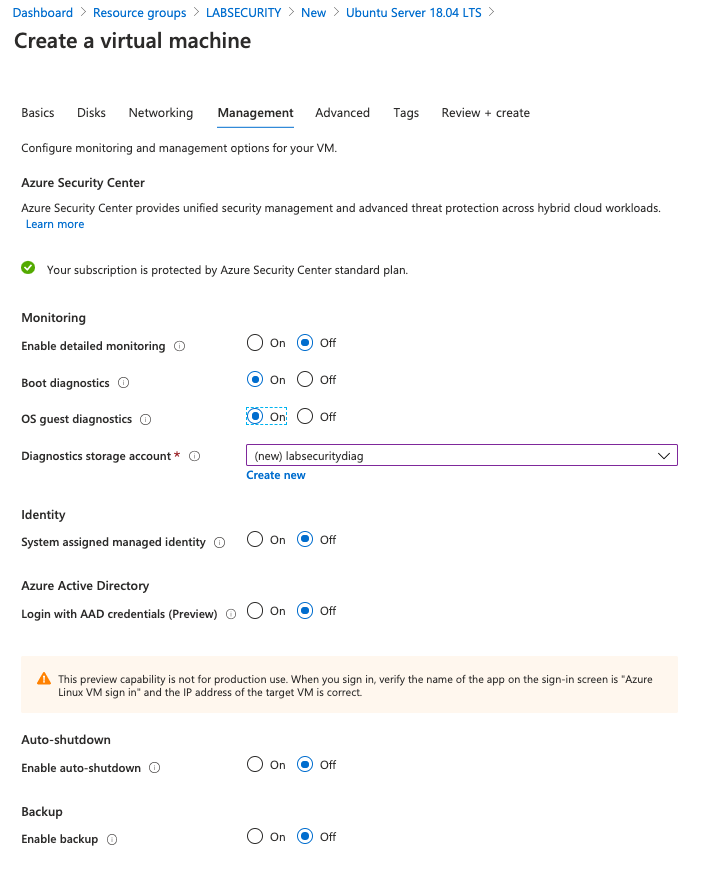 Dashboard > Resource groups > LABSECURITY > New > Ubuntu Server 18.04 LTS >
Create a virtual machine
Basics Disks Networking Management Advanced Tags Review + create
Configure monitoring and management options for your VM.
Azure Security Center
Azure Security Center provides unified security management and advanced threat protection across hybrid cloud workloads.
Learn more
Your subscription is protected by Azure Security Center standard plan.
Monitoring
Enable detailed monitoring On Off
Boot diagnostics On Off
OS guest diagnostics On Off
Diagnostics storage account * (new) labsecuritydiag
Create new
Identity
System assigned managed identity On Off
Azure Active Directory
Login with AAD credentials (Preview) On Off
This preview capability is not for production use. When you sign in, verify the name of the app on the sign-in screen is "Azure
Linux VM sign in" and the IP address of the target VM is correct.
Auto-shutdown
Enable auto-shutdown On Off
Backup
Enable backup On Off